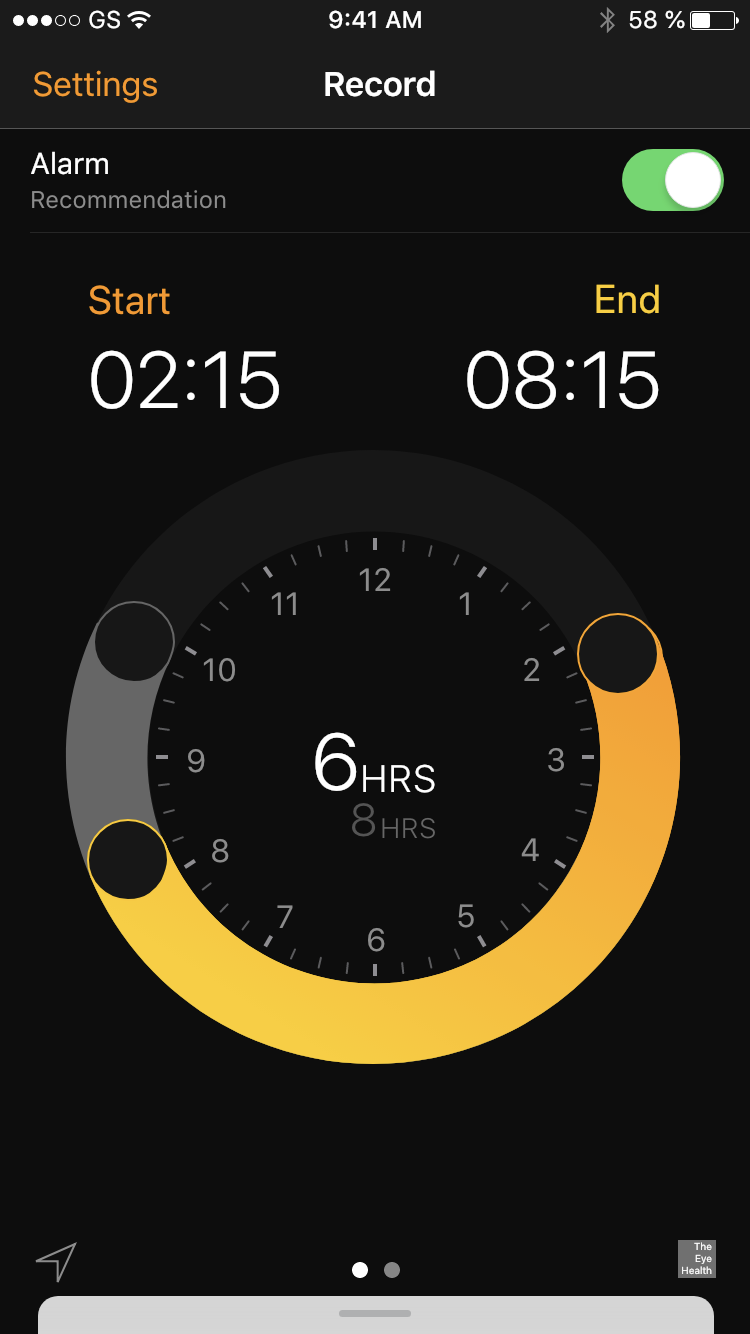 GS 9:41 AM 58 %
Settings Record
Alarm
Recommendation
Start End
02:15 08:15
12
11 1
10 2
9 3
8 4
7 5
6
6HRS
8HRS
The
Eye
Health